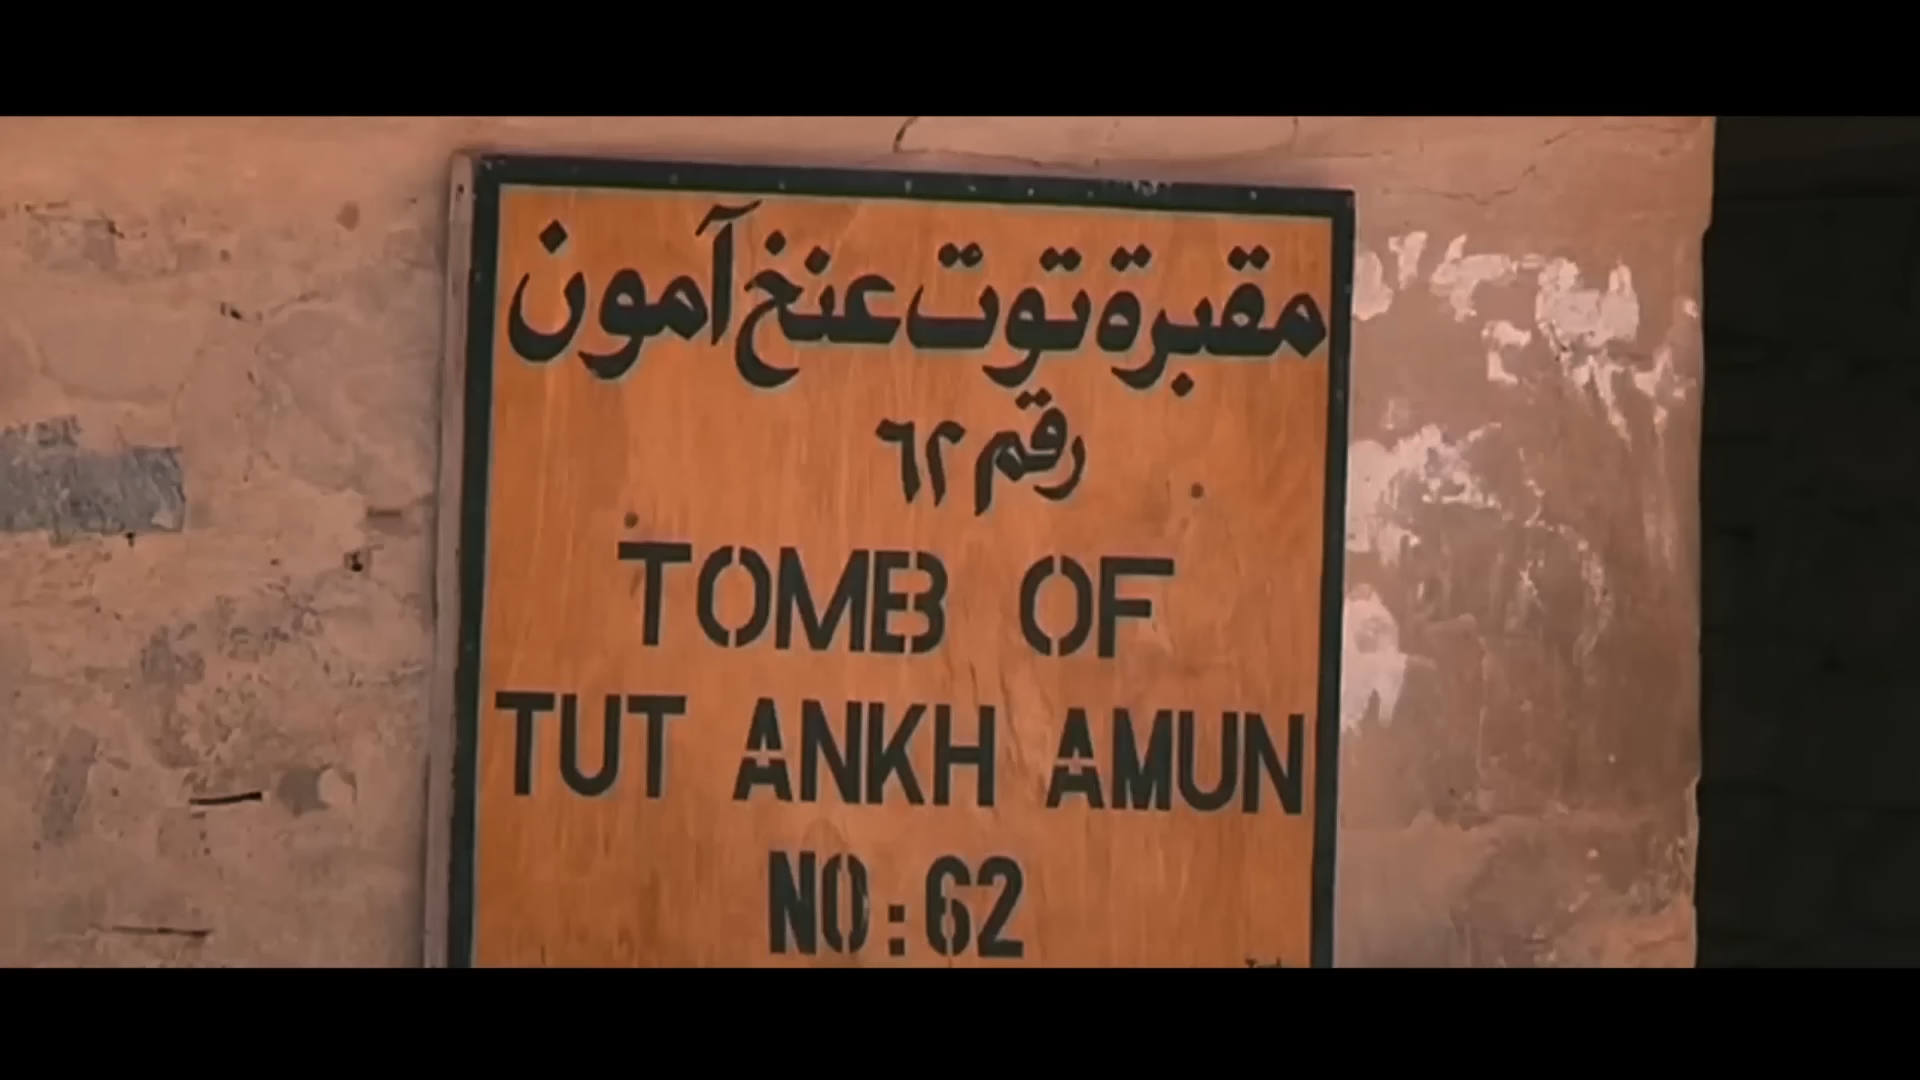 مقبرة توت عنخ آمون
رقم ٦٢
TOMB OF
TUT ANKH AMUN
NO : 62